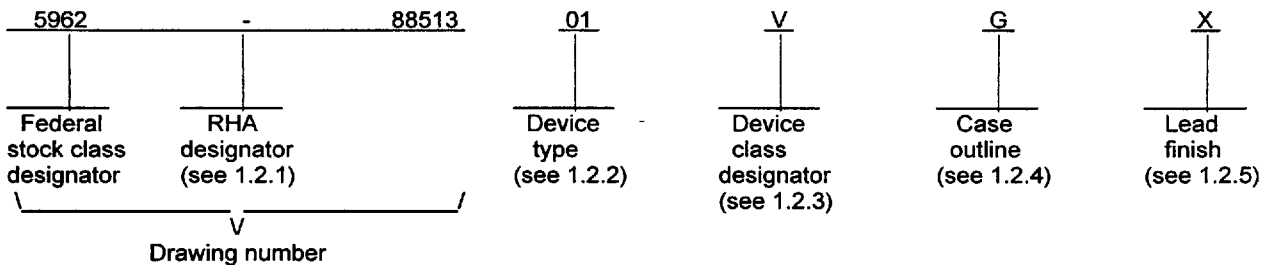 5962 - 88513 01 V G X
Federal stock class designator
RHA designator (see 1.2.1)
Device type (see 1.2.2)
Device class designator (see 1.2.3)
Case outline (see 1.2.4)
Lead finish (see 1.2.5)
\ / V
Drawing number